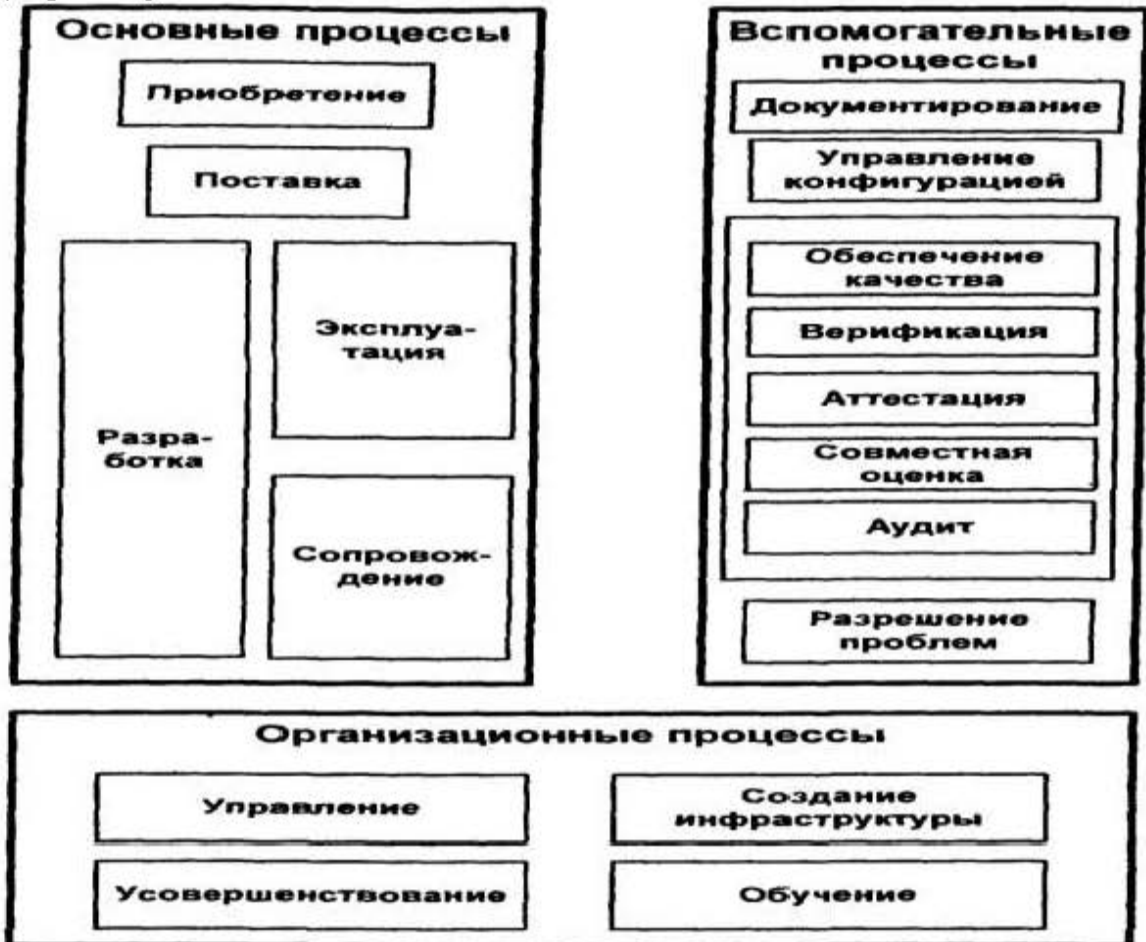 Основные процессы
Приобретение
Поставка
Разра-
ботка
Эксплуа-
тация
Сопровож-
дение
Вспомогательные
процессы
Документирование
Управление
конфигурацией
Обеспечение
качества
Верификация
Аттестация
Совместная
оценка
Аудит
Разрешение
проблем
Организационные процессы
Управление
Создание
инфраструктуры
Усовершенствование
Обучение